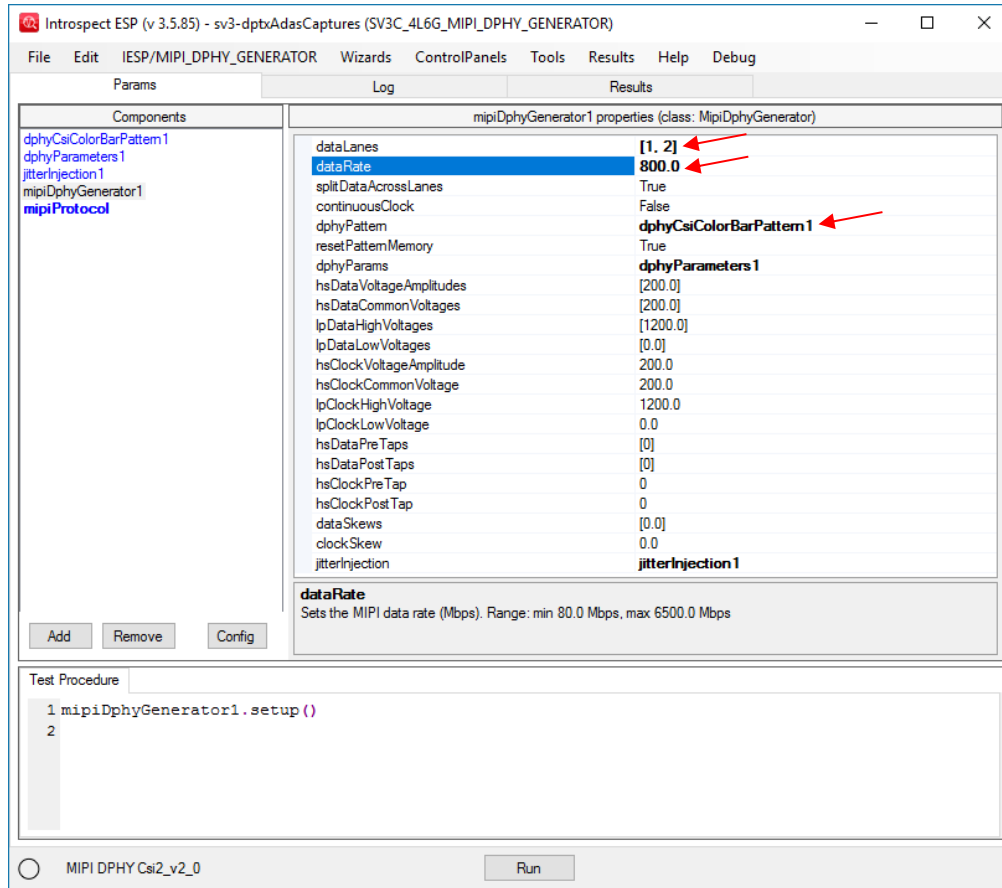 Introspect ESP (v 3.5.85) - sv3-dptxAdasCaptures (SV3C_4L6G_MIPI_DPHY_GENERATOR)
File Edit IESP/MIPI_DPHY_GENERATOR Wizards ControlPanels Tools Results Help Debug
Params Log Results
Components
dphyCsiColorBarPattern1
dphyParameters1
jitterInjection1
mipiDphyGenerator1
mipiProtocol
Add Remove Config
mipiDphyGenerator1 properties (class: MipiDphyGenerator)
dataLanes [1, 2]
dataRate 800.0
splitDataAcrossLanes True
continuousClock False
dphyPattern dphyCsiColorBarPattern1
resetPatternMemory True
dphyParams dphyParameters1
hsDataVoltageAmplitudes [200.0]
hsDataCommonVoltages [200.0]
lpDataHighVoltages [1200.0]
lpDataLowVoltages [0.0]
hsClockVoltageAmplitude 200.0
hsClockCommonVoltage 200.0
lpClockHighVoltage 1200.0
lpClockLowVoltage 0.0
hsDataPreTaps [0]
hsDataPostTaps [0]
hsClockPreTap 0
hsClockPostTap 0
dataSkews [0.0]
clockSkew 0.0
jitterInjection jitterInjection1
dataRate
Sets the MIPI data rate (Mbps). Range: min 80.0 Mbps, max 6500.0 Mbps
Test Procedure
1 mipiDphyGenerator1.setup()
2
MIPI DPHY Csi2_v2_0 Run